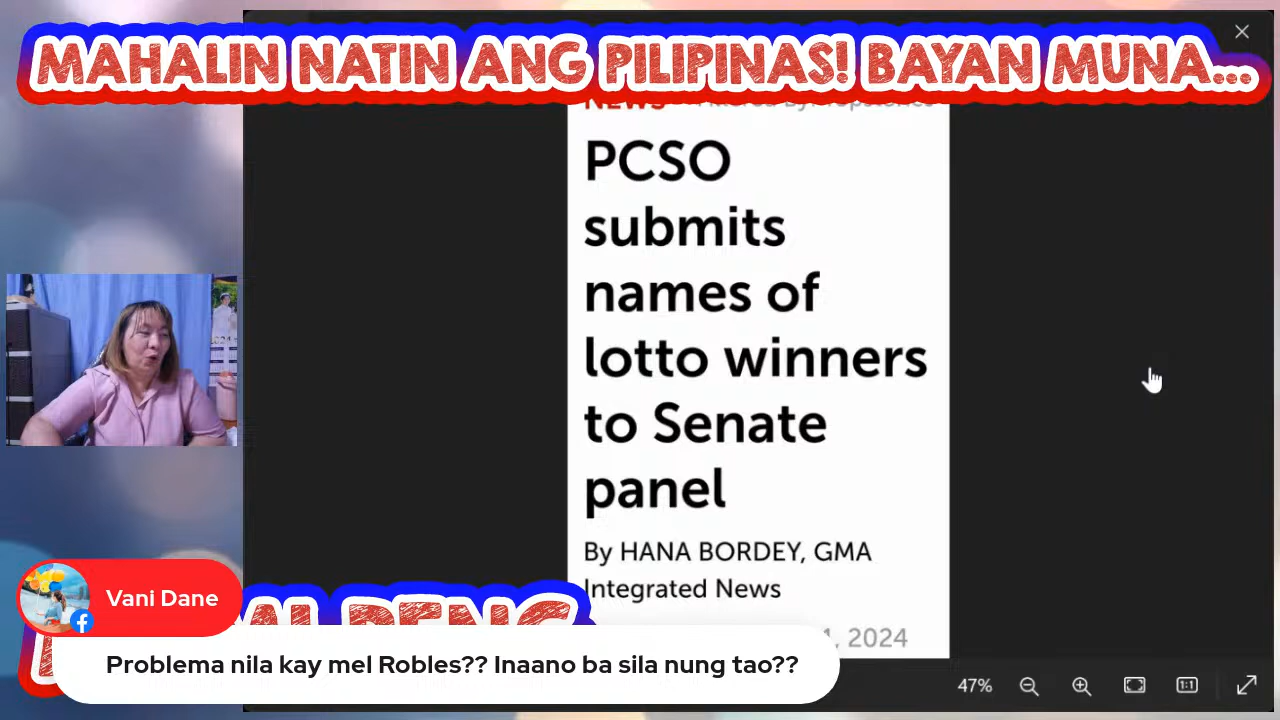 MAHALIN NATIN ANG PILIPINAS! BAYAN MUNA...
NEWS
PCSO
submits
names of
lotto winners
to Senate
panel
By HANA BORDEY, GMA
Integrated News
, 2024
Vani Dane
Problema nila kay mel Robles?? Inaano ba sila nung tao??
47%
1:1